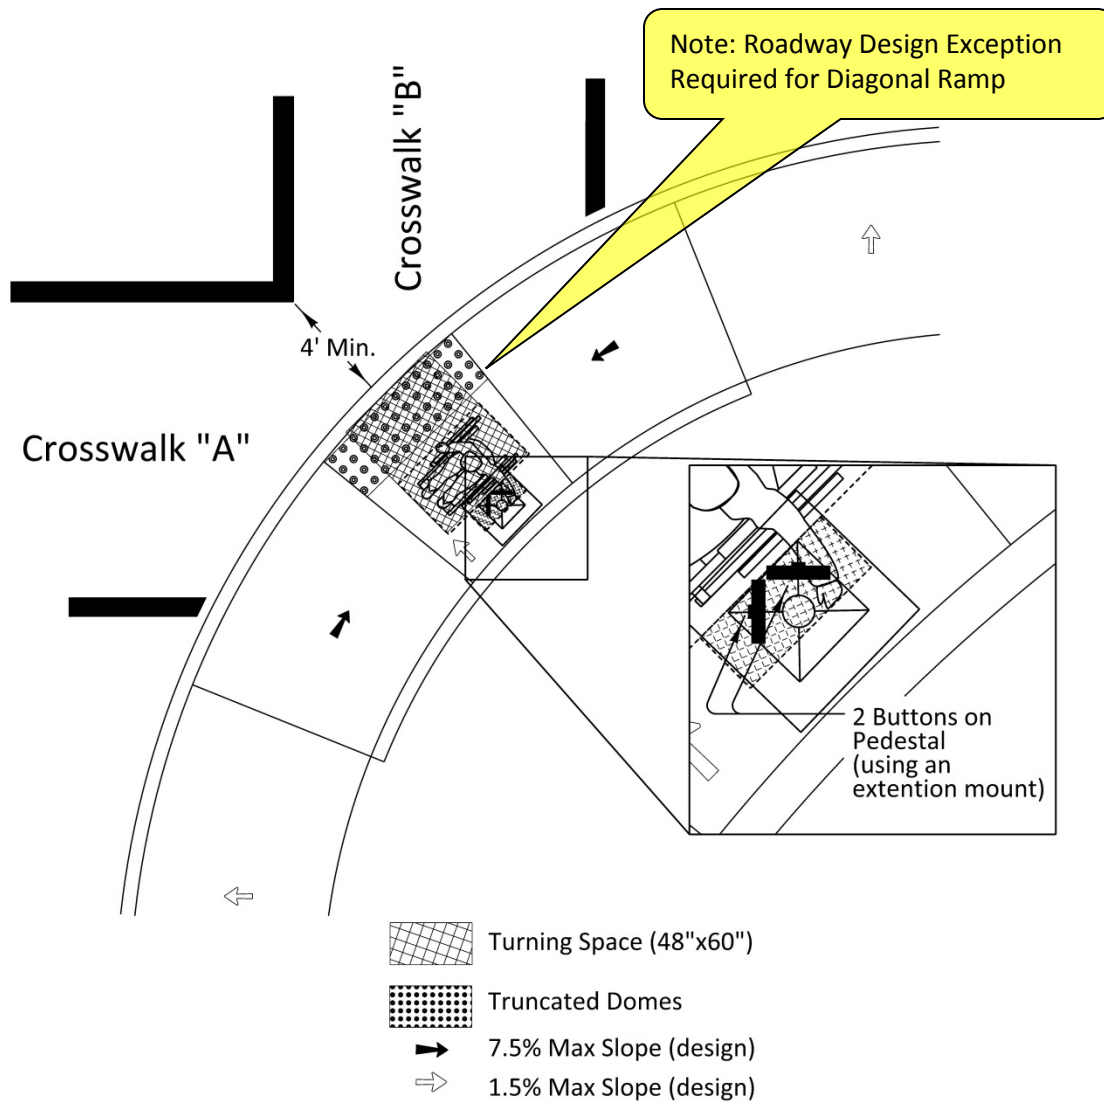 Note: Roadway Design Exception
Required for Diagonal Ramp
Crosswalk "B"
4' Min.
Crosswalk "A"
2 Buttons on
Pedestal
(using an
extention mount)
Turning Space (48"x60")
Truncated Domes
7.5% Max Slope (design)
1.5% Max Slope (design)